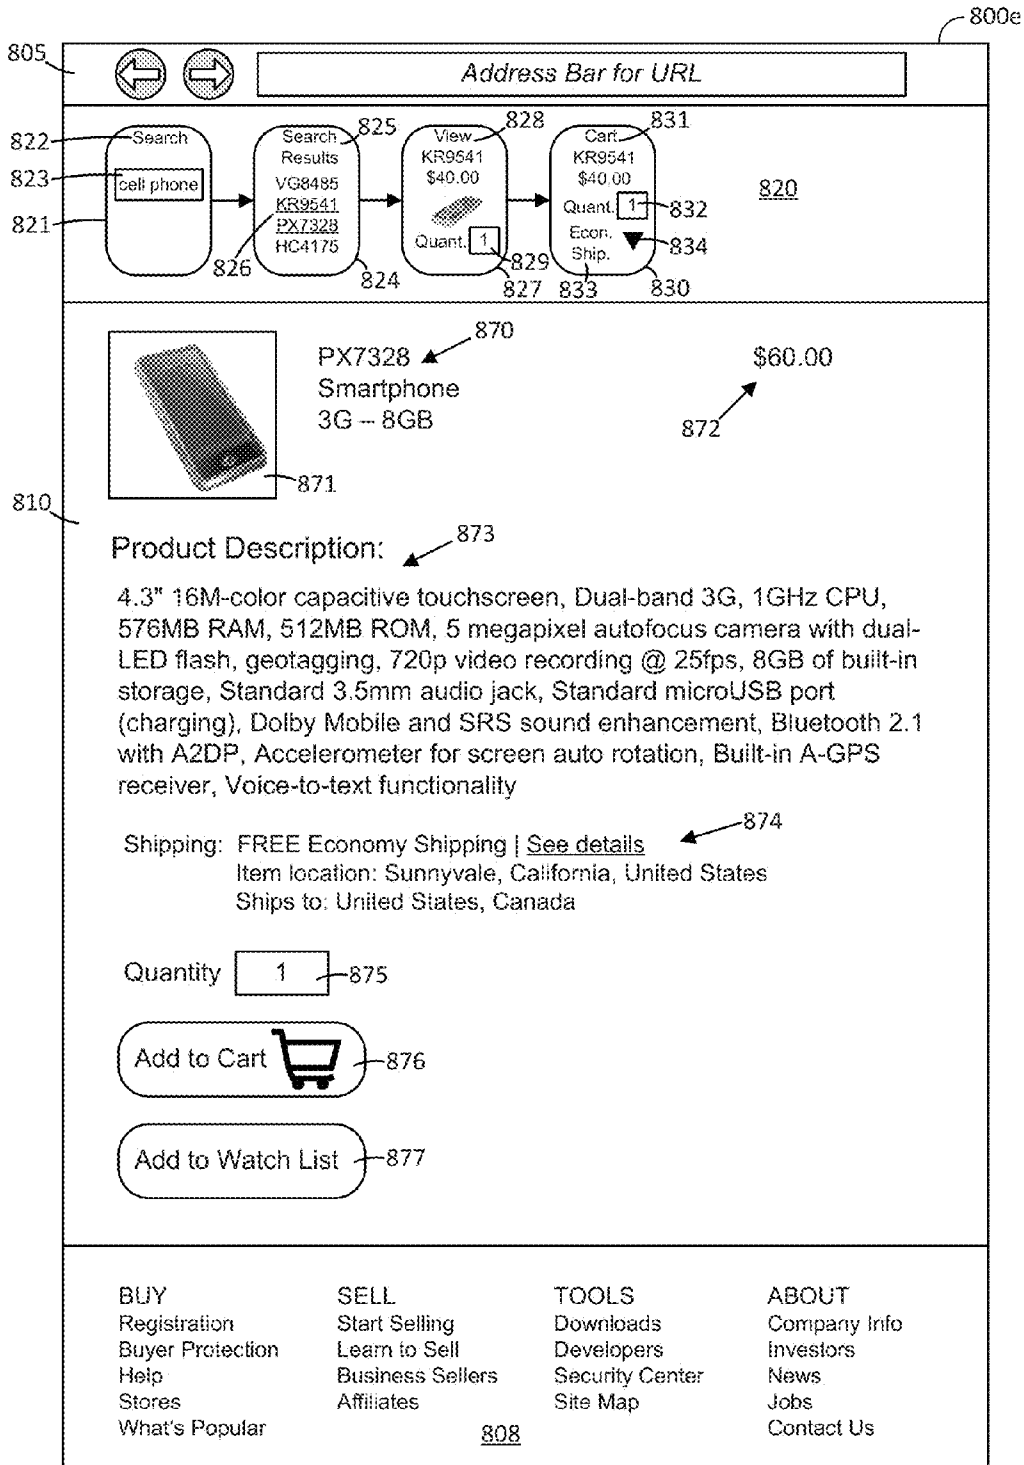 800e
805
Address Bar for URL
822
Search
823
cell phone
821
Search
Results
825
VG8485
KR9541
PX7328
HC4175
826
824
View
828
KR9541
$40.00
Quant. 1
829
827
Cart
831
KR9541
$40.00
Quant. 1
832
Econ.
Ship.
834
833
830
820
870
PX7328
Smartphone
3G – 8GB
$60.00
872
871
810
Product Description:
873
4.3" 16M-color capacitive touchscreen, Dual-band 3G, 1GHz CPU,
576MB RAM, 512MB ROM, 5 megapixel autofocus camera with dual-
LED flash, geotagging, 720p video recording @ 25fps, 8GB of built-in
storage, Standard 3.5mm audio jack, Standard microUSB port
(charging), Dolby Mobile and SRS sound enhancement, Bluetooth 2.1
with A2DP, Accelerometer for screen auto rotation, Built-in A-GPS
receiver, Voice-to-text functionality
874
Shipping: FREE Economy Shipping | See details
Item location: Sunnyvale, California, United States
Ships to: United States, Canada
Quantity 1
875
Add to Cart
876
Add to Watch List
877
BUY
Registration
Buyer Protection
Help
Stores
What's Popular
SELL
Start Selling
Learn to Sell
Business Sellers
Affiliates
TOOLS
Downloads
Developers
Security Center
Site Map
ABOUT
Company Info
Investors
News
Jobs
Contact Us
808